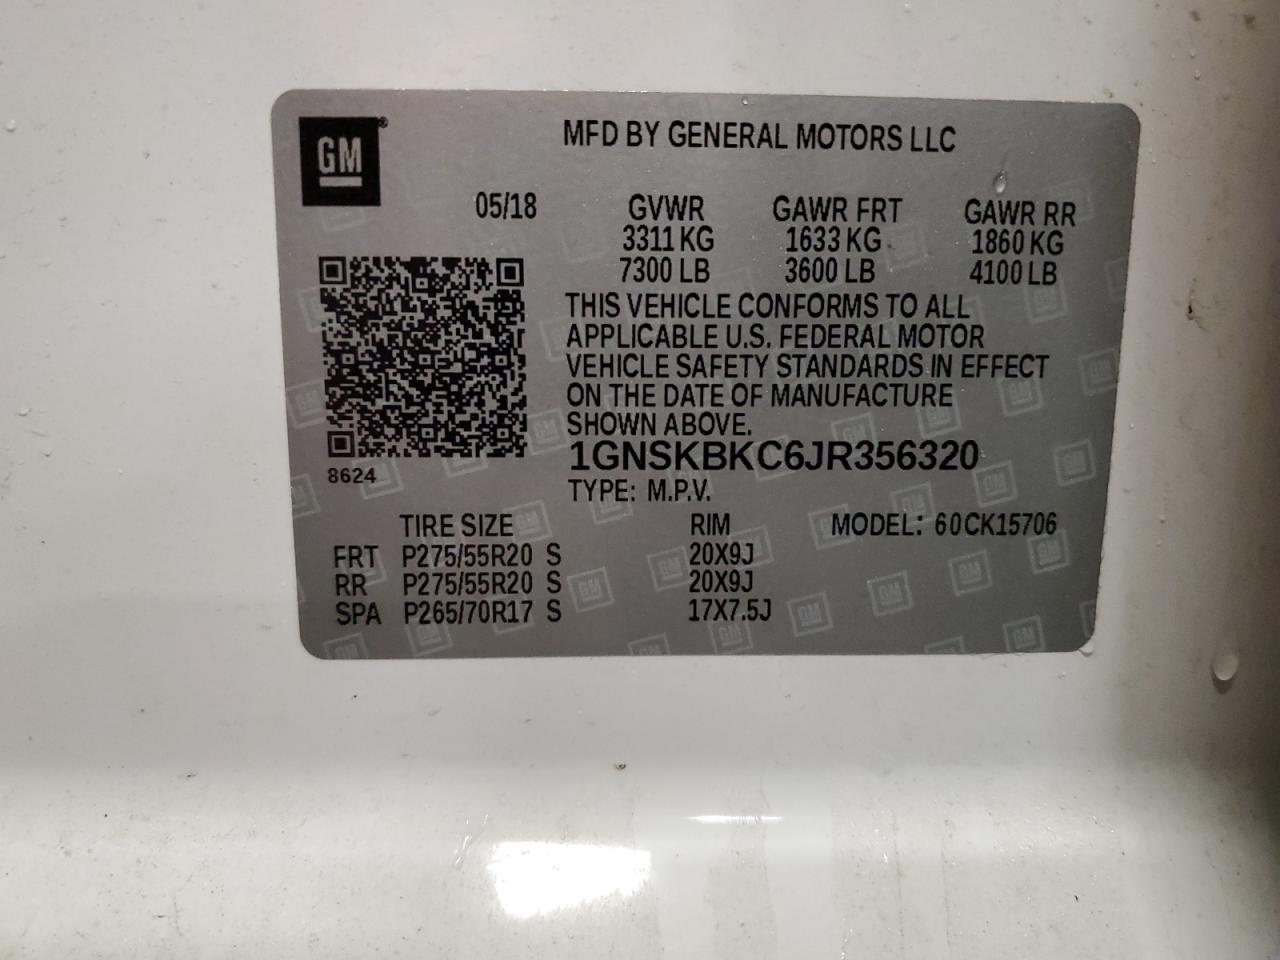 GM®
MFD BY GENERAL MOTORS LLC
05/18 GVWR GAWR FRT GAWR RR
3311 KG 1633 KG 1860 KG
7300 LB 3600 LB 4100 LB
THIS VEHICLE CONFORMS TO ALL
APPLICABLE U.S. FEDERAL MOTOR
VEHICLE SAFETY STANDARDS IN EFFECT
ON THE DATE OF MANUFACTURE
SHOWN ABOVE.
1GNSKBKC6JR356320
8624
TYPE: M.P.V.
TIRE SIZE RIM MODEL: 60CK15706
FRT P275/55R20 S 20X9J
RR P275/55R20 S 20X9J
SPA P265/70R17 S 17X7.5J